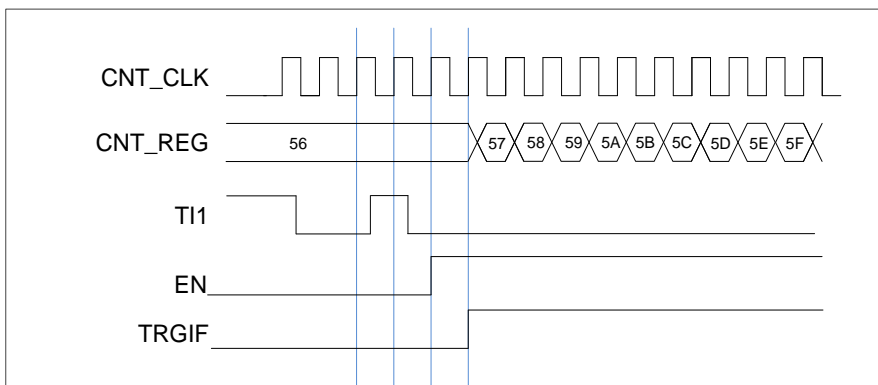 CNT_CLK
CNT_REG 56 57 58 59 5A 5B 5C 5D 5E 5F
TI1
EN
TRGIF